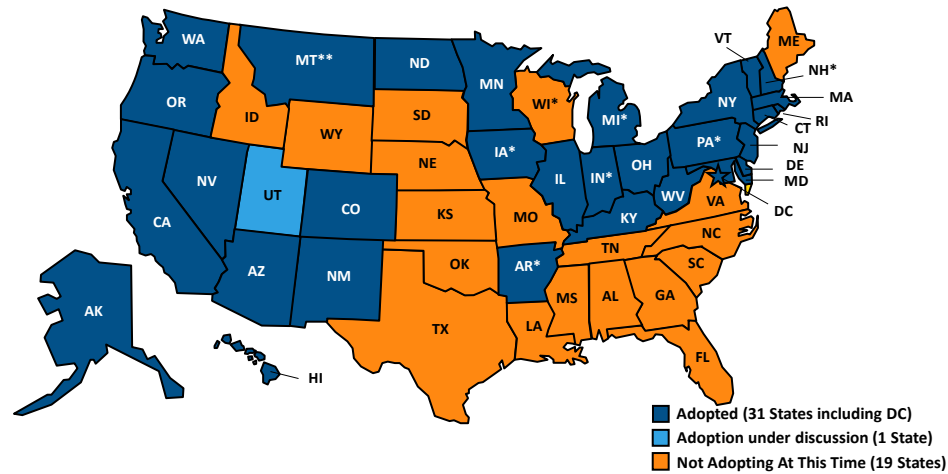 WA
MT**
ND
MN
VT
ME
NH*
OR
ID
WY
SD
WI*
MI*
NY
MA
RI
CT
NV
UT
CO
NE
IA*
IL
IN*
OH
PA*
NJ
DE
MD
DC
CA
KS
MO
KY
WV
VA
AZ
NM
OK
AR*
TN
NC
SC
AK
TX
LA
MS
AL
GA
FL
HI
Adopted (31 States including DC)
Adoption under discussion (1 State)
Not Adopting At This Time (19 States)